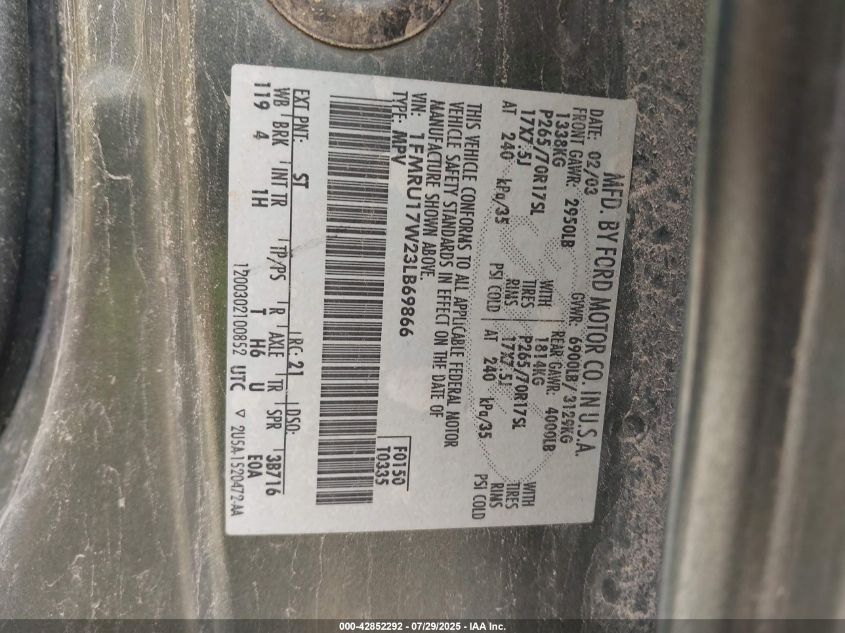 MFD. BY FORD MOTOR CO. IN U.S.A.
DATE: 02/03 GVWR: 6900LB/ 3129KG
FRONT GAWR: 2950LB REAR GAWR: 4000LB
1338KG WITH 1814KG WITH
P265/70R17SL TIRES P265/70R17SL TIRES
17X7.5J RIMS 17X7.5J RIMS
AT 240 kPa/35 PSI COLD AT 240 kPa/35 PSI COLD
THIS VEHICLE CONFORMS TO ALL APPLICABLE FEDERAL MOTOR
VEHICLE SAFETY STANDARDS IN EFFECT ON THE DATE OF
MANUFACTURE SHOWN ABOVE.
VIN: 1FMRU17W23LB69866 F0150
TYPE: MPV T0335
EXT PNT: ST RC: 21 DSO:
WB BRK INT TR TP/PS R AXLE TR SPR 3B716
119 4 1H T H6 U EOA
1200302100852 UTC ▽ 2U5A1520472-AA
000-42852292 - 07/29/2025 - IAA Inc.